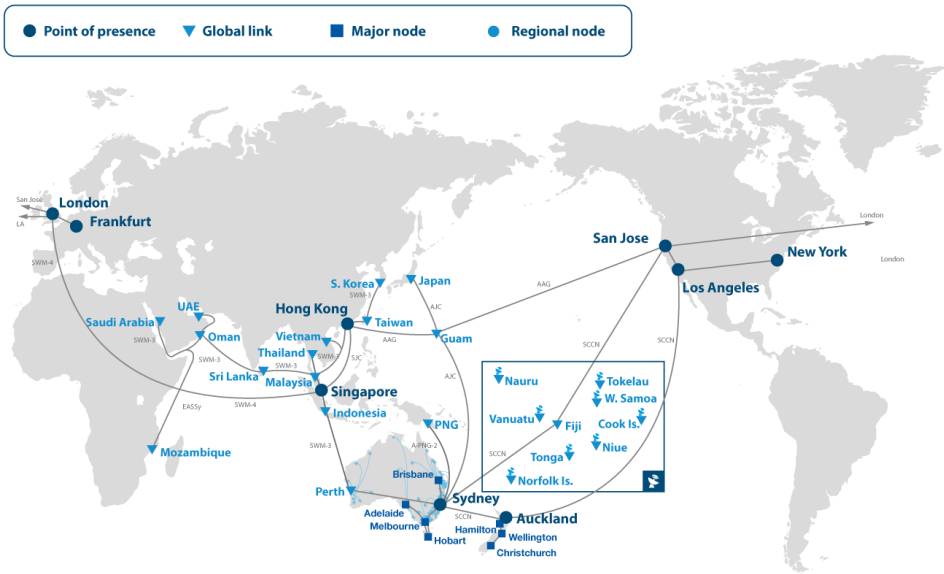 Point of presence
Global link
Major node
Regional node
San Jose
London
LA
Frankfurt
SWM-4
London
San Jose
New York
London
Los Angeles
S. Korea
Japan
SWM-3
AAG
UAE
Hong Kong
AJC
Saudi Arabia
Taiwan
Oman
Vietnam
Guam
SWM-3
AAG
SCCN
SCCN
Thailand
SWM-3
SJC
SWM-3
SWM-3
Sri Lanka
Malaysia
AJC
Singapore
Nauru
Tokelau
W. Samoa
EASSy
SWM-4
Indonesia
Vanuatu
Fiji
Cook Is.
PNG
SWM-3
A-PNG-2
Niue
Mozambique
SCCN
Tonga
Brisbane
Norfolk Is.
Perth
Sydney
Adelaide
SCCN
Auckland
Melbourne
Hamilton
Hobart
Wellington
Christchurch